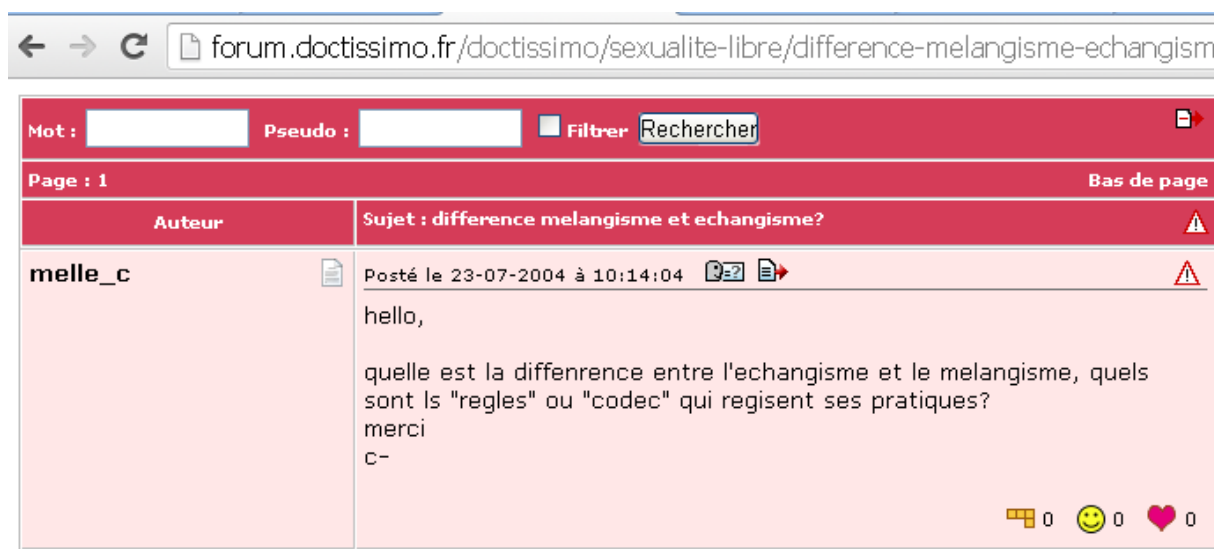 forum.doctissimo.fr/doctissimo/sexualite-libre/difference-melangisme-echangism
Mot : Pseudo : Filtrer Rechercher
Page : 1 Bas de page
Auteur Sujet : difference melangisme et echangisme?
melle_c Posté le 23-07-2004 à 10:14:04
hello,
quelle est la diffenrence entre l'echangisme et le melangisme, quels
sont ls "regles" ou "codec" qui regisent ses pratiques?
merci
c-
0 0 0